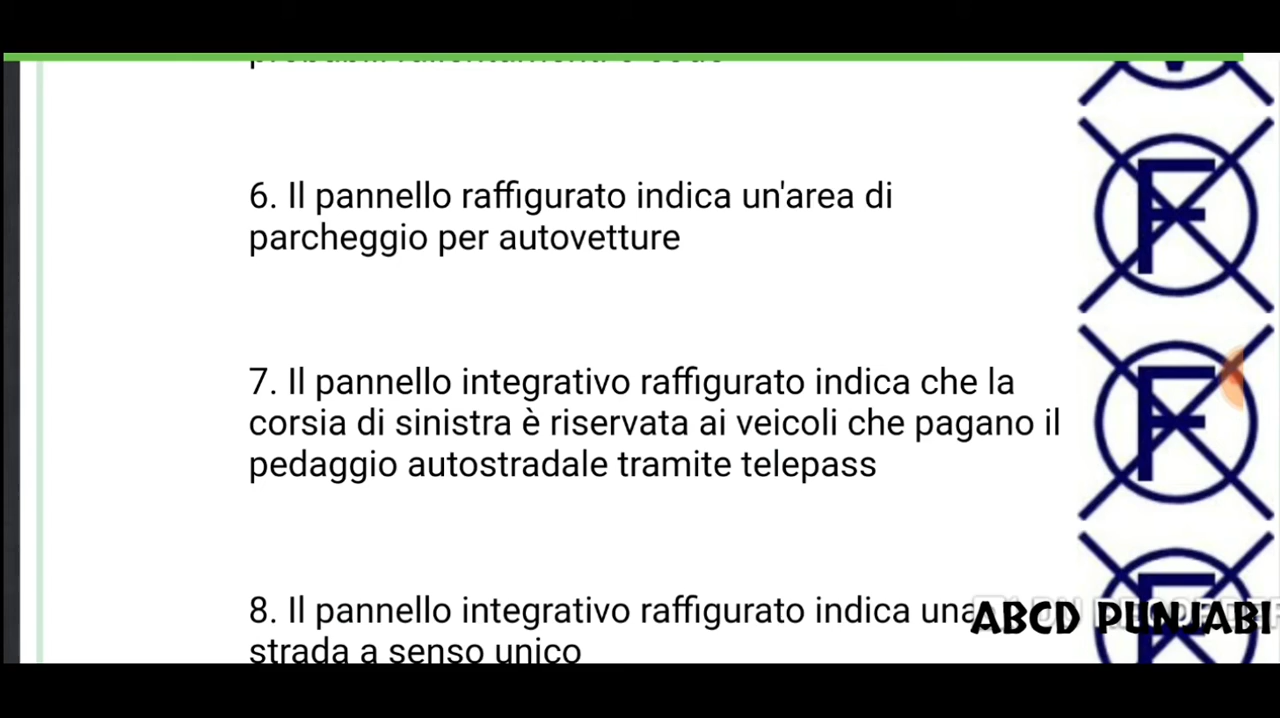 6. Il pannello raffigurato indica un'area di
parcheggio per autovetture
F
7. Il pannello integrativo raffigurato indica che la
corsia di sinistra è riservata ai veicoli che pagano il
pedaggio autostradale tramite telepass
F
8. Il pannello integrativo raffigurato indica una
strada a senso unico
F
ABCD PUNJABI